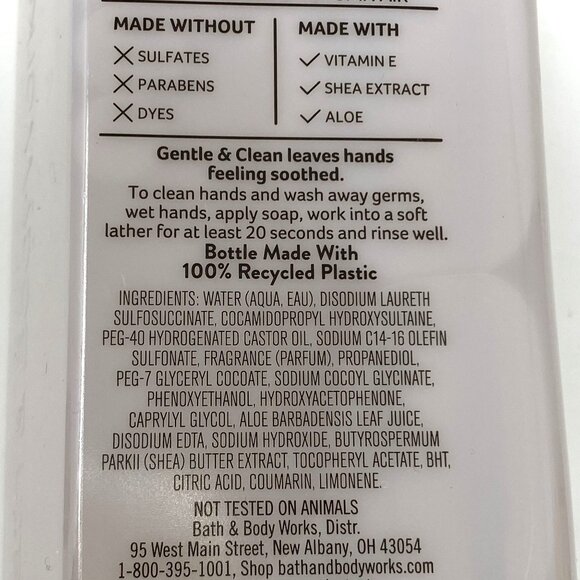 MADE WITHOUT
SULFATES
PARABENS
DYES
MADE WITH
VITAMIN E
SHEA EXTRACT
ALOE
Gentle & Clean leaves hands
feeling soothed.
To clean hands and wash away germs,
wet hands, apply soap, work into a soft
lather for at least 20 seconds and rinse well.
Bottle Made With
100% Recycled Plastic
INGREDIENTS: WATER (AQUA, EAU), DISODIUM LAURETH
SULFOSUCCINATE, COCAMIDOPROPYL HYDROXYSULTAINE,
PEG-40 HYDROGENATED CASTOR OIL, SODIUM C14-16 OLEFIN
SULFONATE, FRAGRANCE (PARFUM), PROPANEDIOL,
PEG-7 GLYCERYL COCOATE, SODIUM COCOYL GLYCINATE,
PHENOXYETHANOL, HYDROXYACETOPHENONE,
CAPRYLYL GLYCOL, ALOE BARBADENSIS LEAF JUICE,
DISODIUM EDTA, SODIUM HYDROXIDE, BUTYROSPERMUM
PARKII (SHEA) BUTTER EXTRACT, TOCOPHERYL ACETATE, BHT,
CITRIC ACID, COUMARIN, LIMONENE.
NOT TESTED ON ANIMALS
Bath & Body Works, Distr.
95 West Main Street, New Albany, OH 43054
1-800-395-1001, Shop bathandbodyworks.com